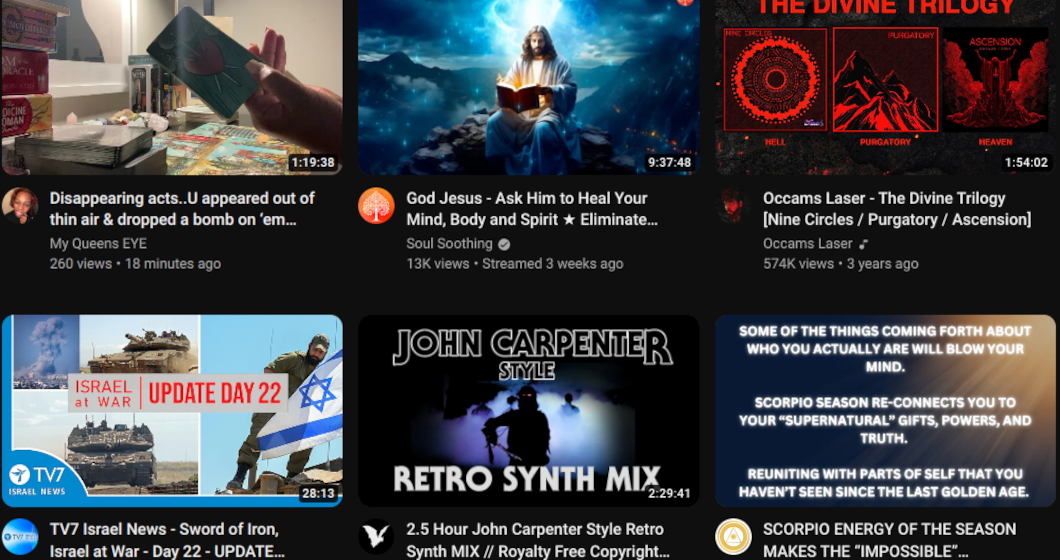 DICINE
WOMAN
1:19:38
Disappearing acts..U appeared out of
thin air & dropped a bomb on ‘em...
My Queens EYE
260 views • 18 minutes ago
9:37:48
God Jesus - Ask Him to Heal Your
Mind, Body and Spirit ★ Eliminate...
Soul Soothing
13K views • Streamed 3 weeks ago
THE DIVINE TRILOGY
NINE CIRCLES
PURGATORY
ASCENSION
HELL
PURGATORY
HEAVEN
1:54:02
Occams Laser - The Divine Trilogy
[Nine Circles / Purgatory / Ascension]
Occams Laser
574K views • 3 years ago
ISRAEL
at WAR
UPDATE DAY 22
TV7
ISRAEL NEWS
28:13
TV7 Israel News - Sword of Iron,
Israel at War - Day 22 - UPDATE...
JOHN CARPENTER
STYLE
RETRO SYNTH MIX
2:29:41
2.5 Hour John Carpenter Style Retro
Synth MIX // Royalty Free Copyright...
SOME OF THE THINGS COMING FORTH ABOUT
WHO YOU ACTUALLY ARE WILL BLOW YOUR
MIND.
SCORPIO SEASON RE-CONNECTS YOU TO
YOUR “SUPERNATURAL” GIFTS, POWERS, AND
TRUTH.
REUNITING WITH PARTS OF SELF THAT YOU
HAVEN'T SEEN SINCE THE LAST GOLDEN AGE.
SCORPIO ENERGY OF THE SEASON
MAKES THE “IMPOSSIBLE”...